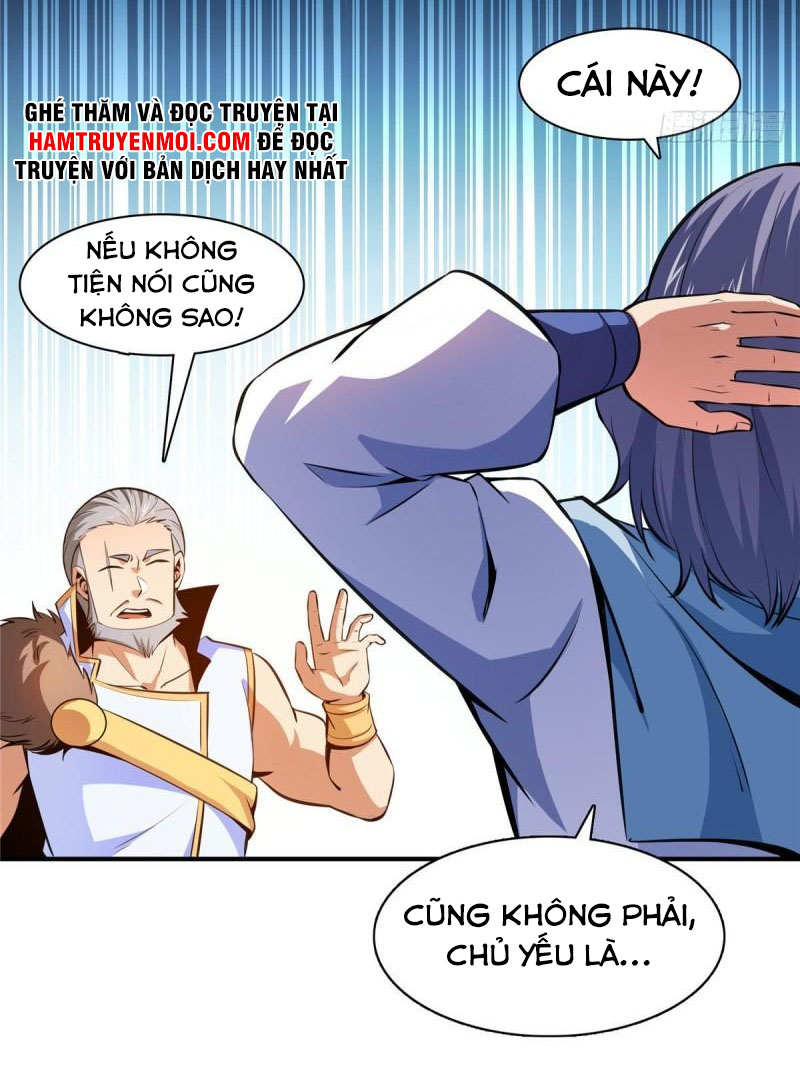 CÁI NÀY!
GHÉ THĂM VÀ ĐỌC TRUYỆN TẠI
HAMTRUYENMOI.COM ĐỂ ĐỌC
TRUYỆN VỚI BẢN DỊCH HAY NHẤT
NẾU KHÔNG
TIỆN NÓI CŨNG
KHÔNG SAO!
CŨNG KHÔNG PHẢI,
CHỦ YẾU LÀ...